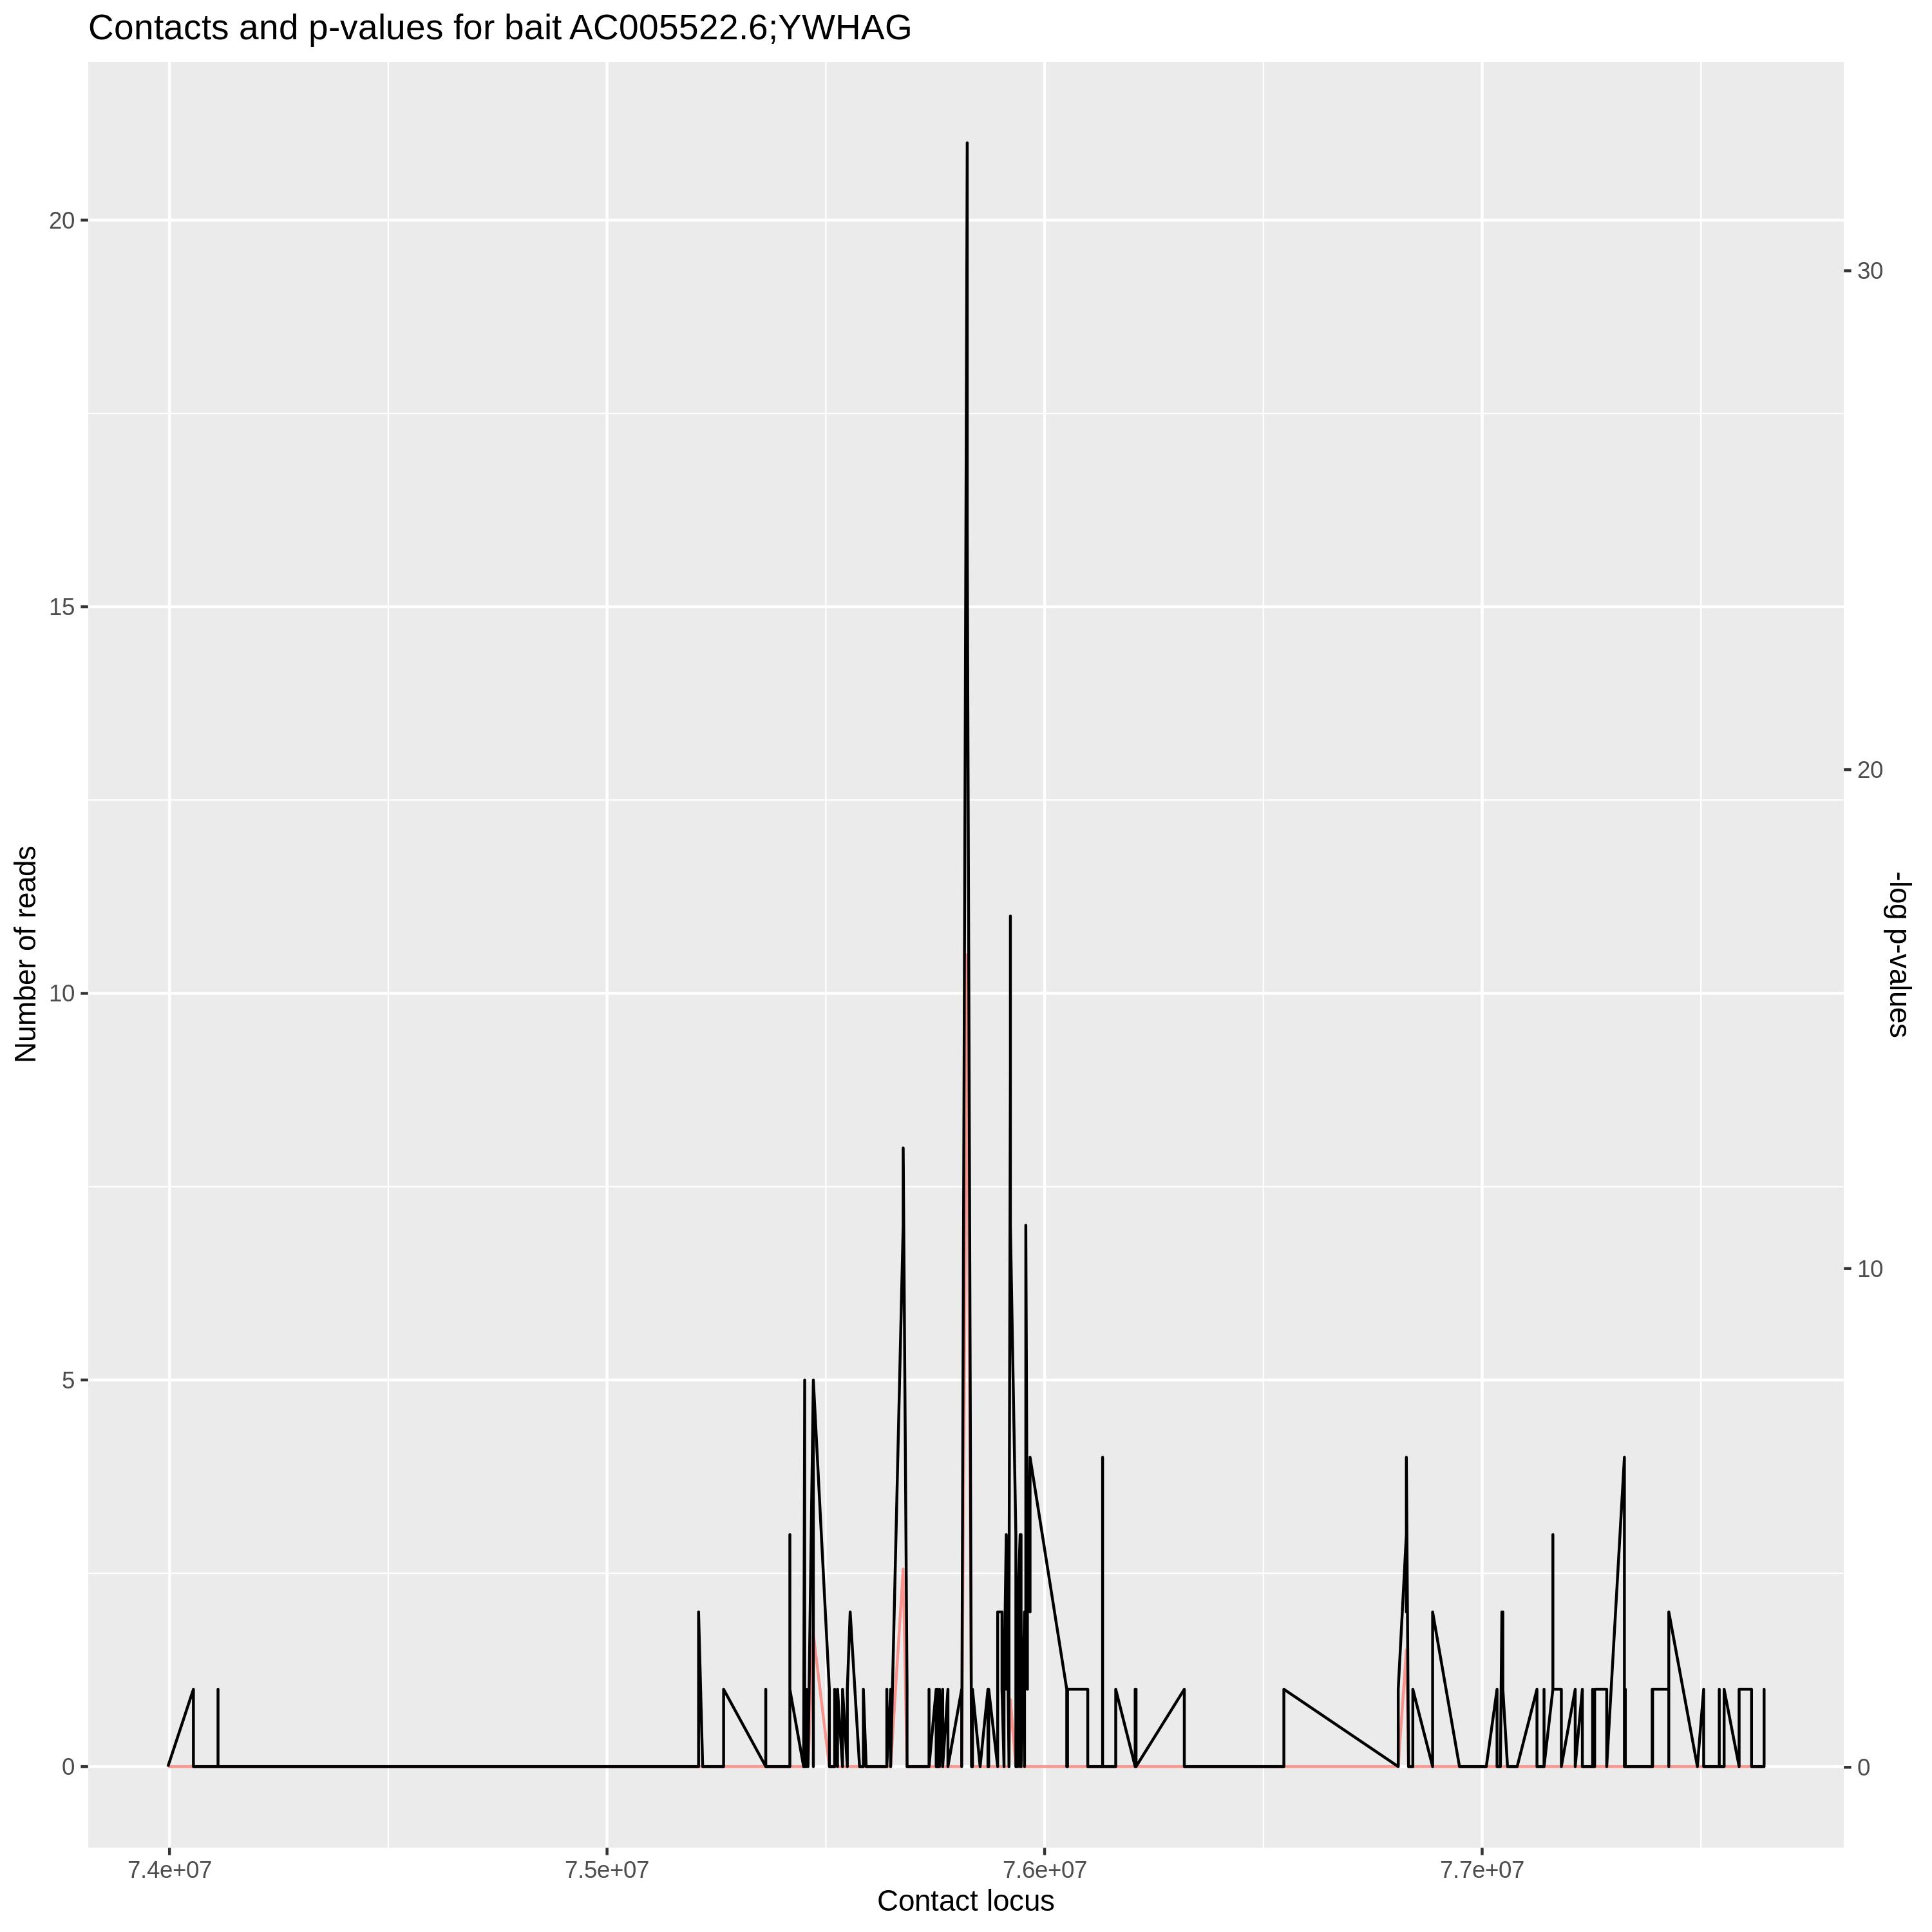 Contacts and p-values for bait AC005522.6;YWHAG
Number of reads
20
15
10
5
0
30
20
10
0
-log p-values
7.4e+07
7.5e+07
7.6e+07
7.7e+07
Contact locus